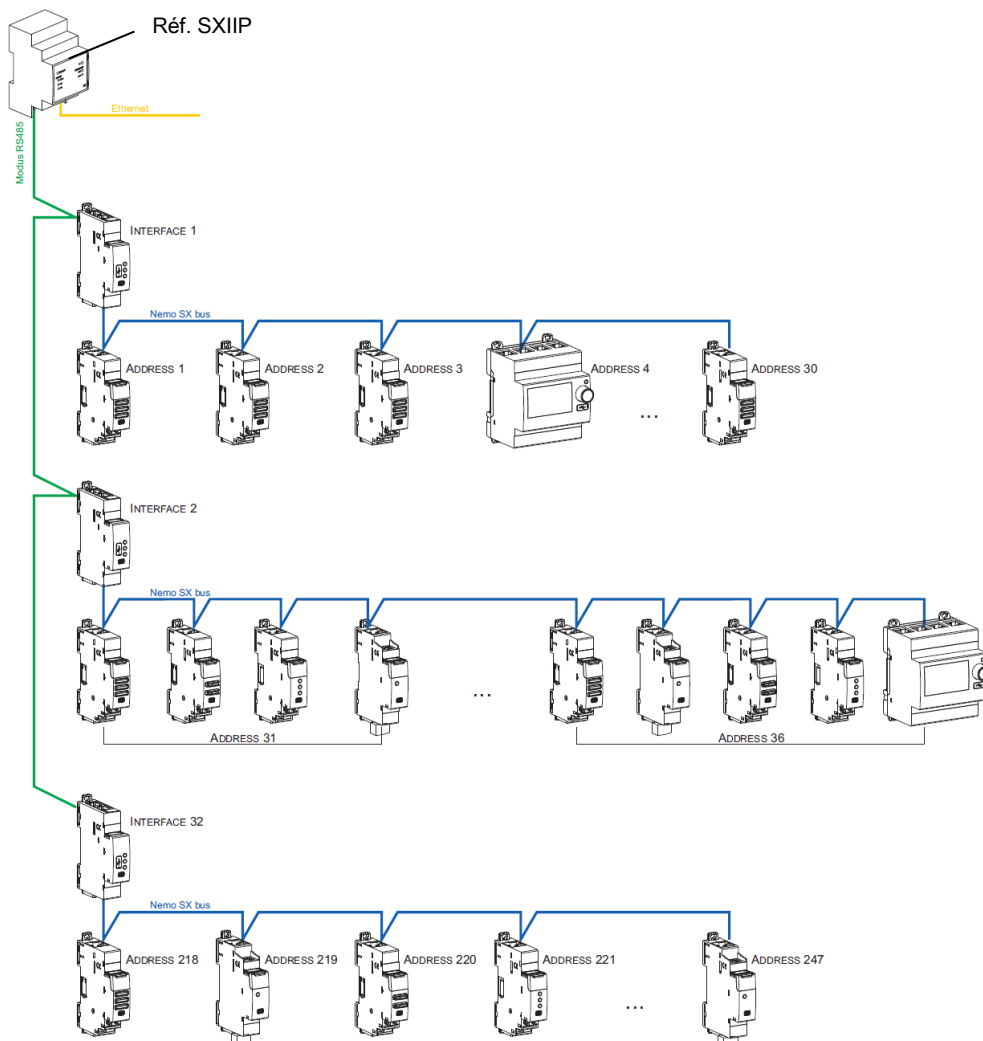 Réf. SXIIP
Ethernet
Modus RS485
INTERFACE 1
Nemo SX bus
ADDRESS 1
ADDRESS 2
ADDRESS 3
ADDRESS 4
ADDRESS 30
...
INTERFACE 2
Nemo SX bus
...
ADDRESS 31
ADDRESS 36
INTERFACE 32
Nemo SX bus
ADDRESS 218
ADDRESS 219
ADDRESS 220
ADDRESS 221
ADDRESS 247
...